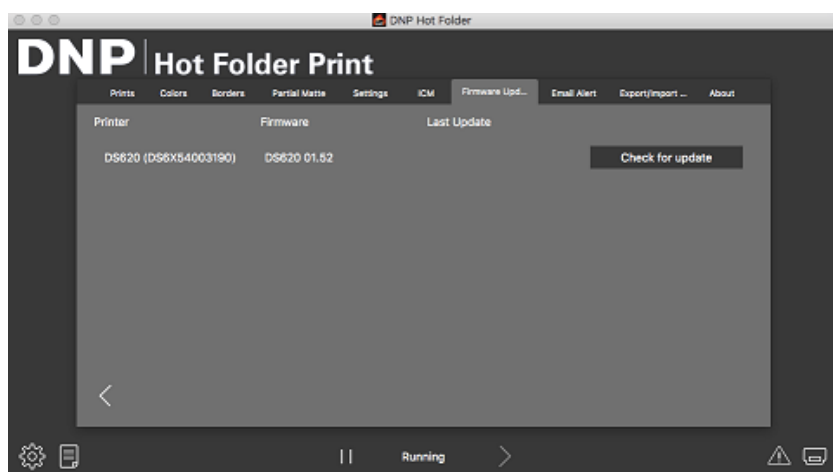 DNP Hot Folder
DNP Hot Folder Print
Prints Colors Borders Partial Matte Settings ICM Firmware Upd... Email Alert Export/Import ... About
Printer Firmware Last Update
DS620 (DS6X54003190) DS620 01.52 Check for update
Running